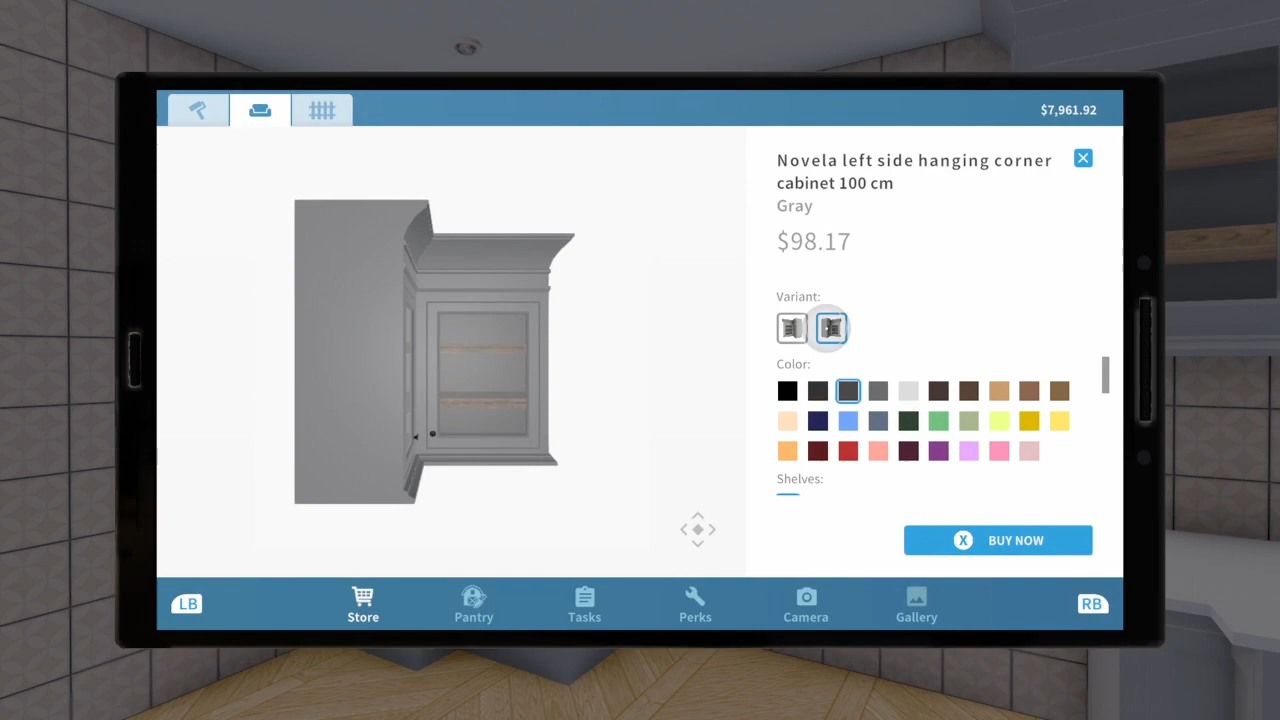 $7,961.92
Novela left side hanging corner
cabinet 100 cm
Gray
$98.17
Variant:
Color:
Shelves:
X BUY NOW
LB
Store
Pantry
Tasks
Perks
Camera
Gallery
RB